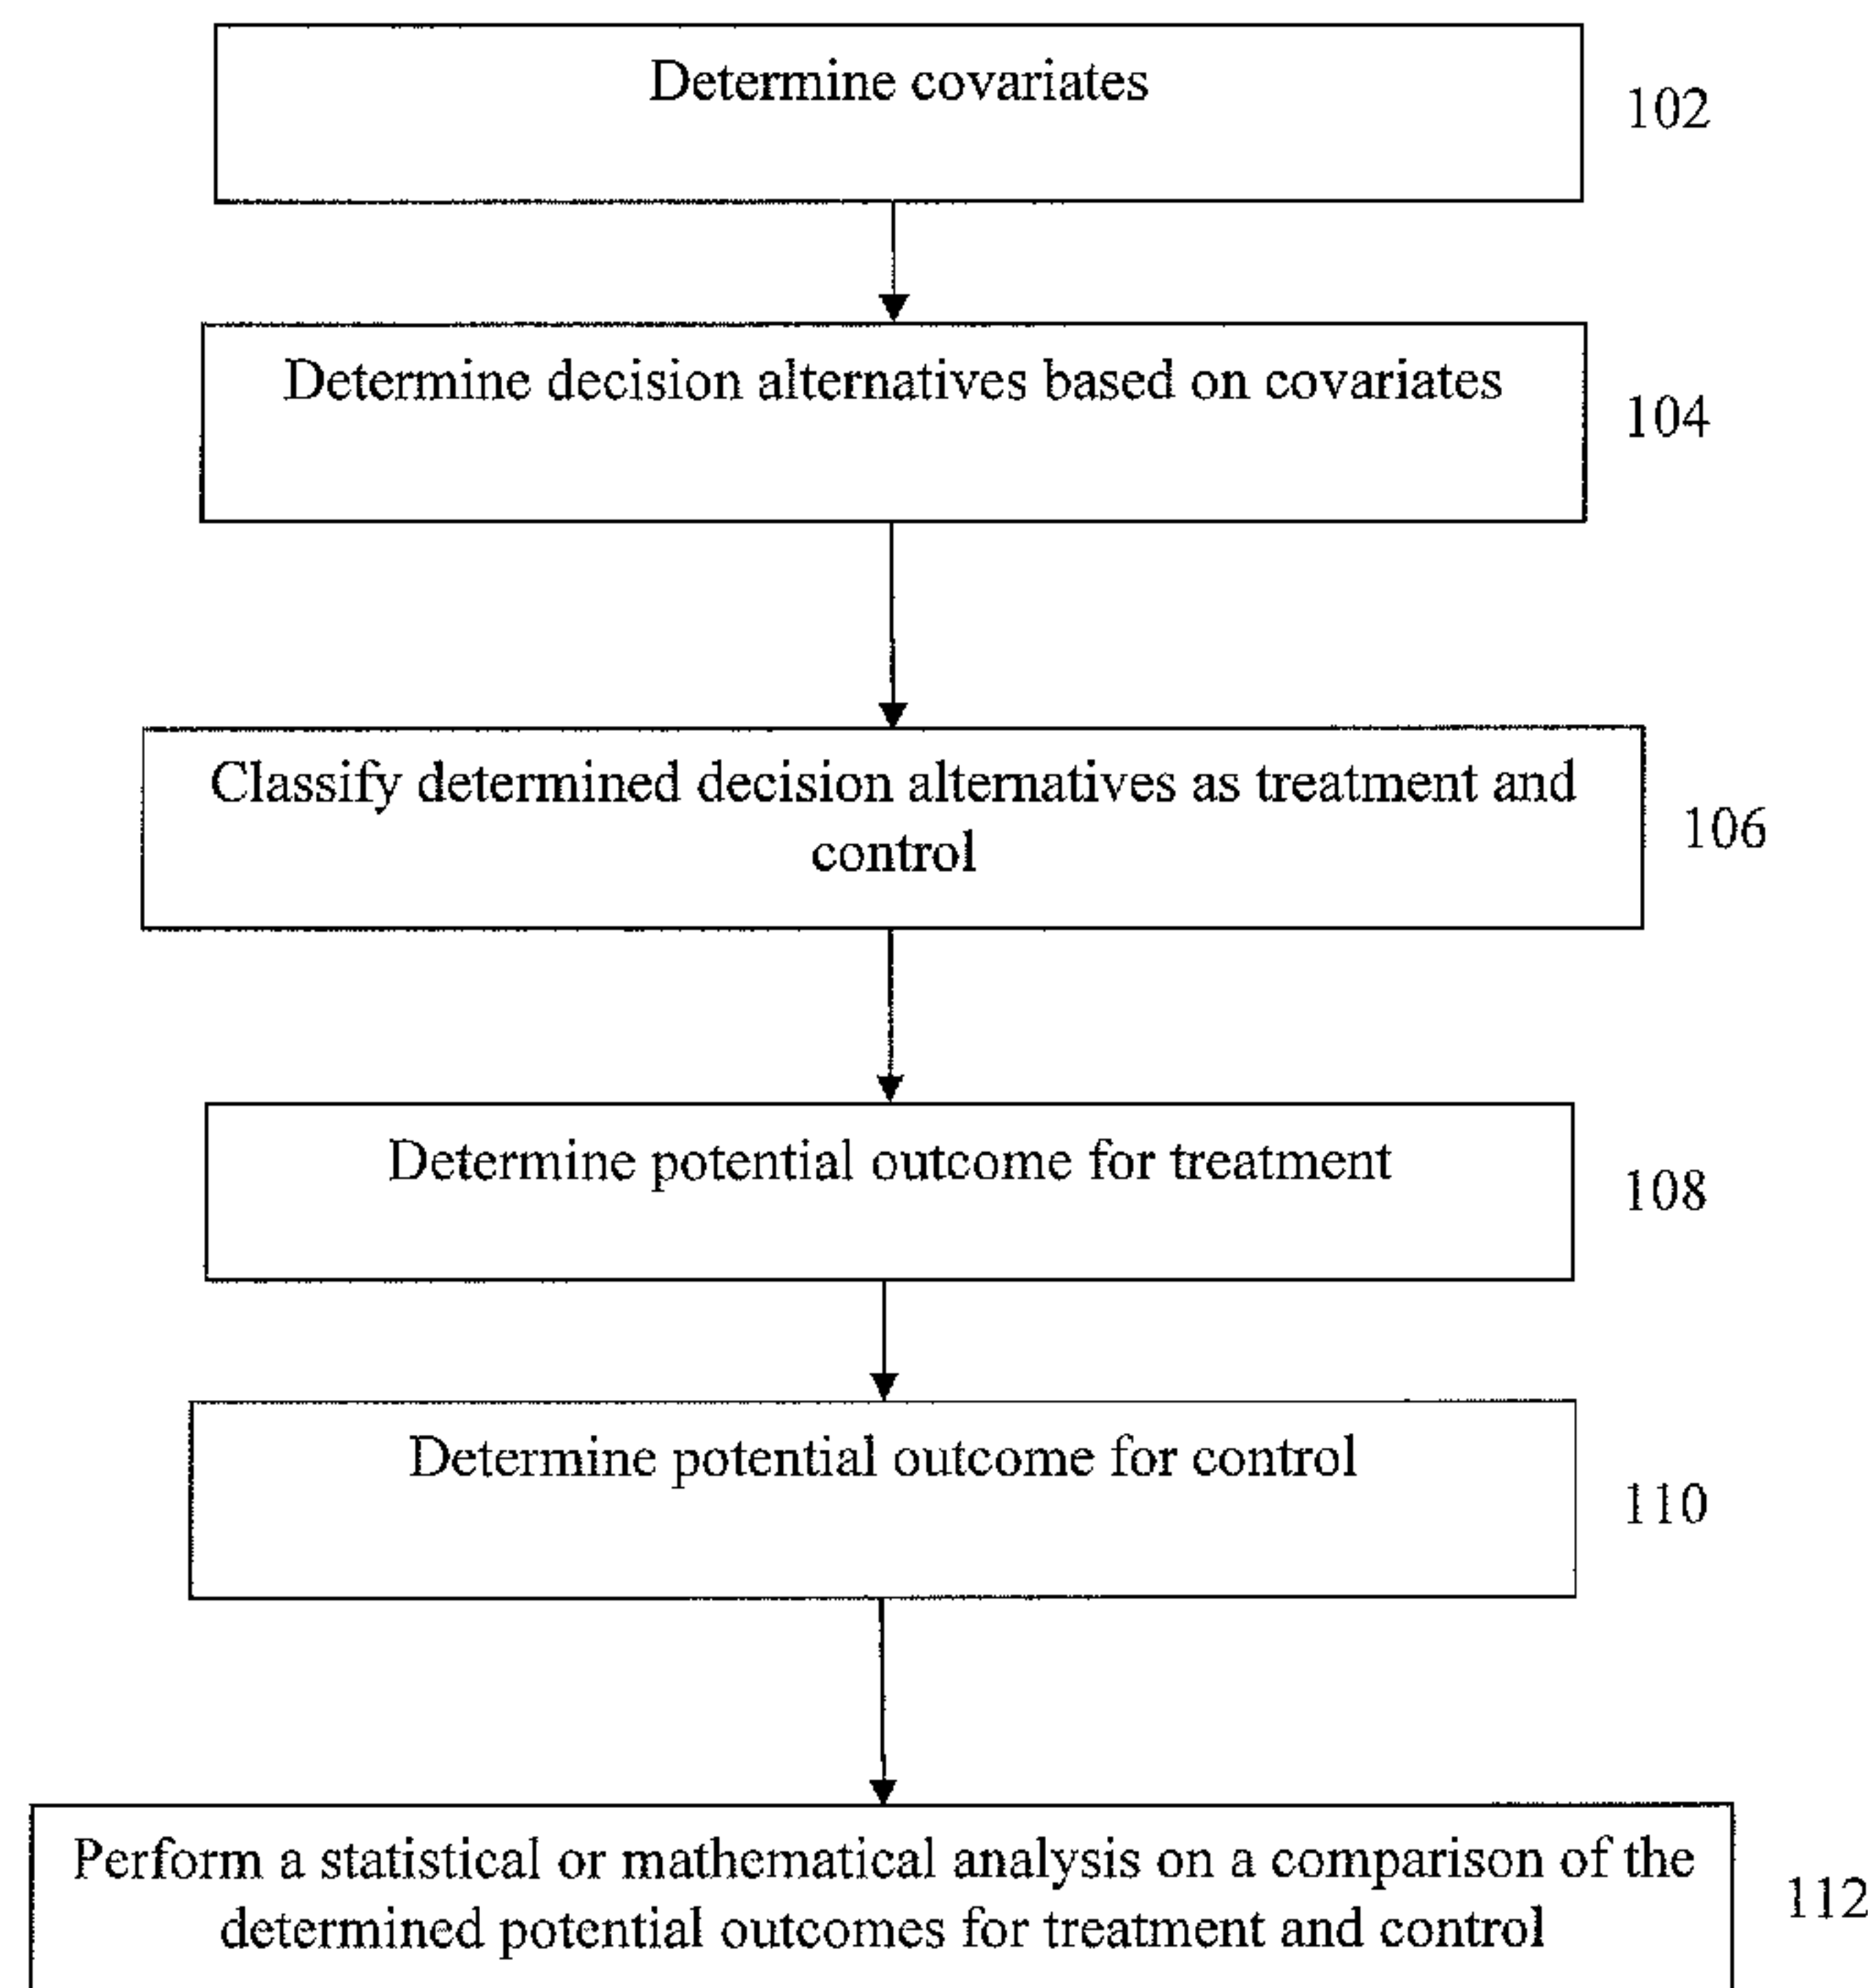 Determine covariates
102
Determine decision alternatives based on covariates
104
Classify determined decision alternatives as treatment and
control
106
Determine potential outcome for treatment
108
Determine potential outcome for control
110
Perform a statistical or mathematical analysis on a comparison of the
determined potential outcomes for treatment and control
112